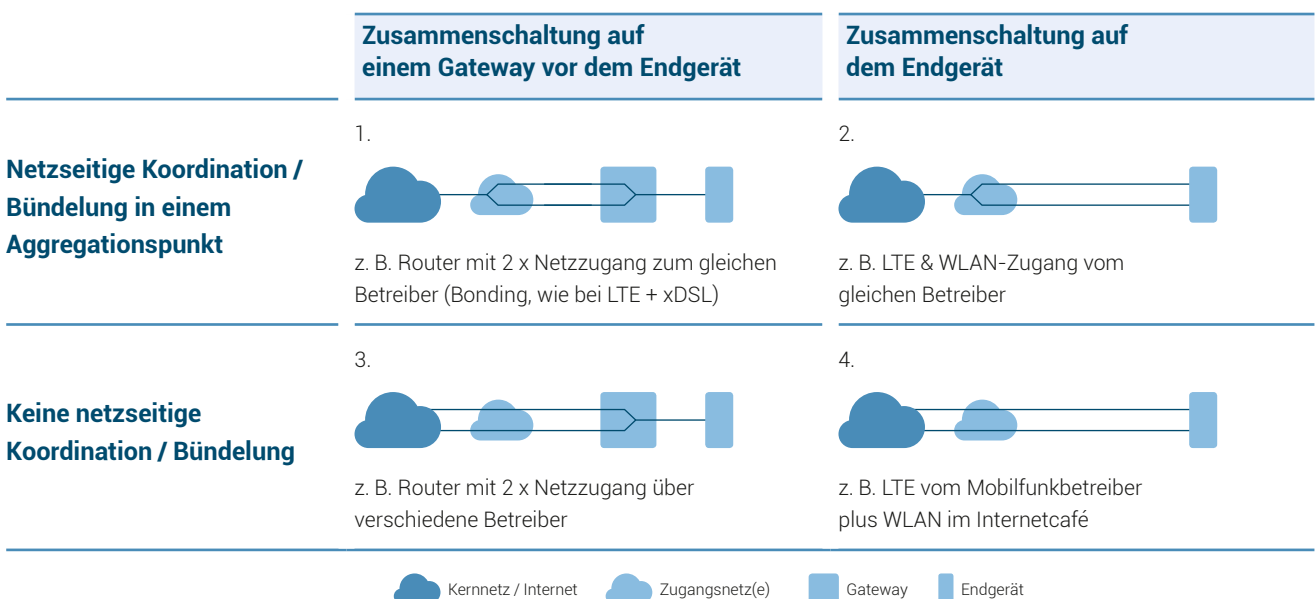 Zusammenschaltung auf
einem Gateway vor dem Endgerät
Zusammenschaltung auf
dem Endgerät
Netzseitige Koordination /
Bündelung in einem
Aggregationspunkt
1.
z. B. Router mit 2 x Netzzugang zum gleichen
Betreiber (Bonding, wie bei LTE + xDSL)
2.
z. B. LTE & WLAN-Zugang vom
gleichen Betreiber
Keine netzseitige
Koordination / Bündelung
3.
z. B. Router mit 2 x Netzzugang über
verschiedene Betreiber
4.
z. B. LTE vom Mobilfunkbetreiber
plus WLAN im Internetcafé
Kernnetz / Internet
Zugangsnetz(e)
Gateway
Endgerät